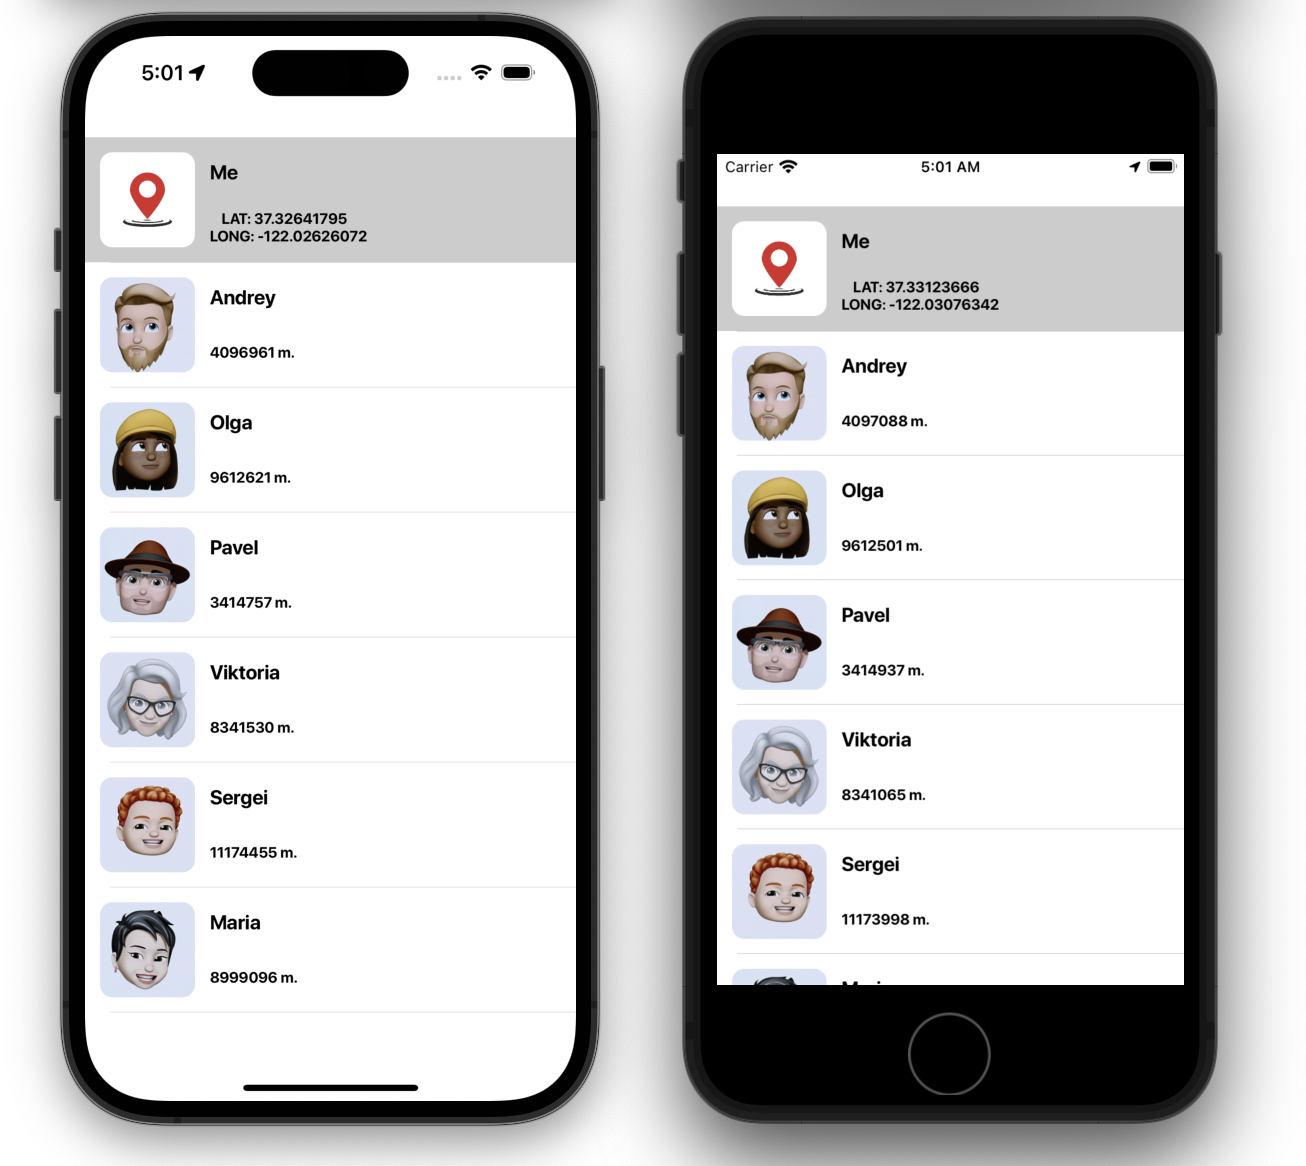 5:01
Me
LAT: 37.32641795
LONG: -122.02626072
Andrey
4096961 m.
Olga
9612621 m.
Pavel
3414757 m.
Viktoria
8341530 m.
Sergei
11174455 m.
Maria
8999096 m.
Carrier 5:01 AM
Me
LAT: 37.33123666
LONG: -122.03076342
Andrey
4097088 m.
Olga
9612501 m.
Pavel
3414937 m.
Viktoria
8341065 m.
Sergei
11173998 m.